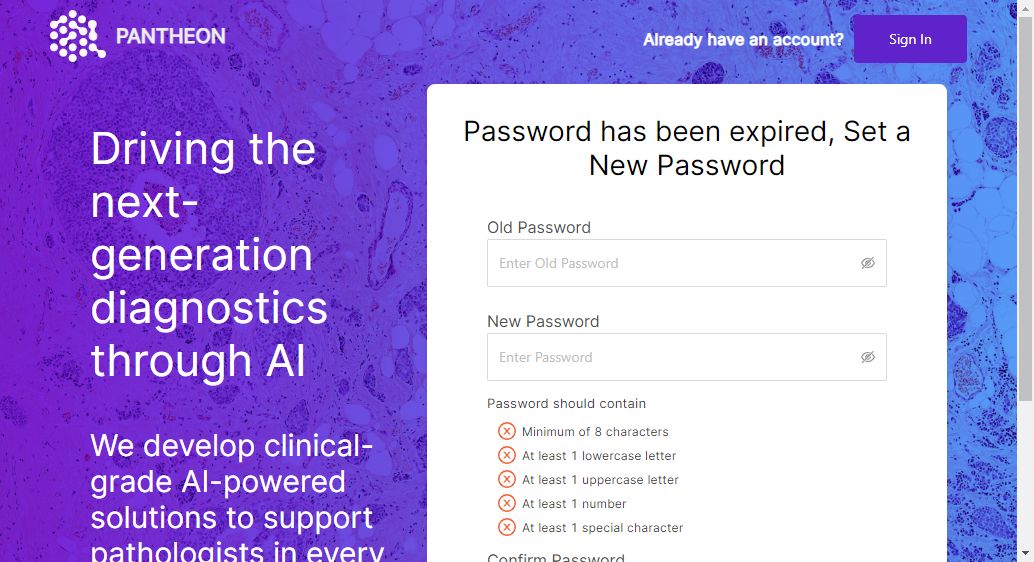 PANTHEON
Already have an account?
Sign In
Driving the
next-
generation
diagnostics
through AI
We develop clinical-
grade AI-powered
solutions to support
pathologists in every
Password has been expired, Set a
New Password
Old Password
Enter Old Password
New Password
Enter Password
Password should contain
Minimum of 8 characters
At least 1 lowercase letter
At least 1 uppercase letter
At least 1 number
At least 1 special character
Confirm Password